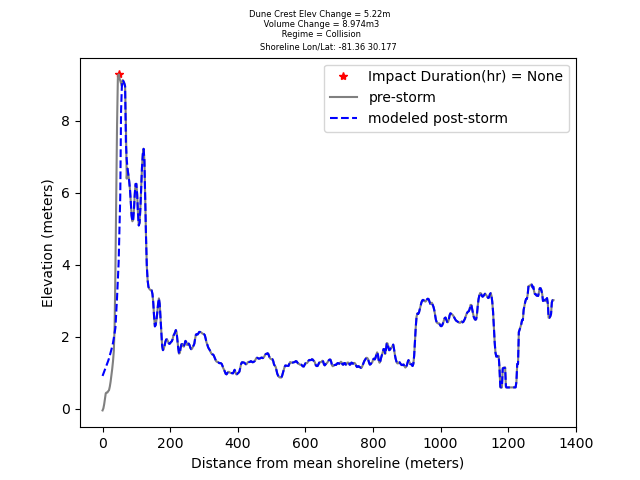 Dune Crest Elev Change = 5.22m
Volume Change = 8.974m3
Regime = Collision
Shoreline Lon/Lat: -81.36 30.177
Impact Duration(hr) = None
pre-storm
modeled post-storm
Elevation (meters)
8
6
4
2
0
0 200 400 600 800 1000 1200 1400
Distance from mean shoreline (meters)